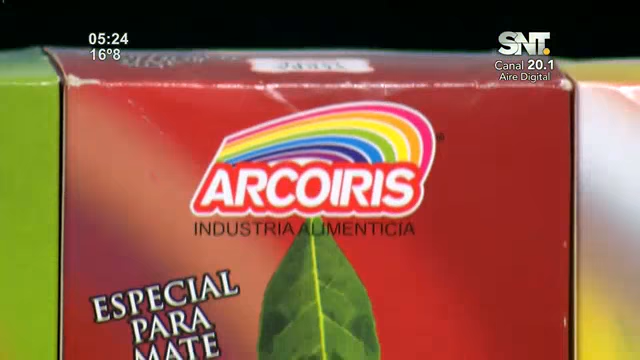 05:24
16°8
SNT.
Canal 20.1
Aire Digital
ARCOIRIS
INDUSTRIA ALIMENTICIA
ESPECIAL
PARA
MATE